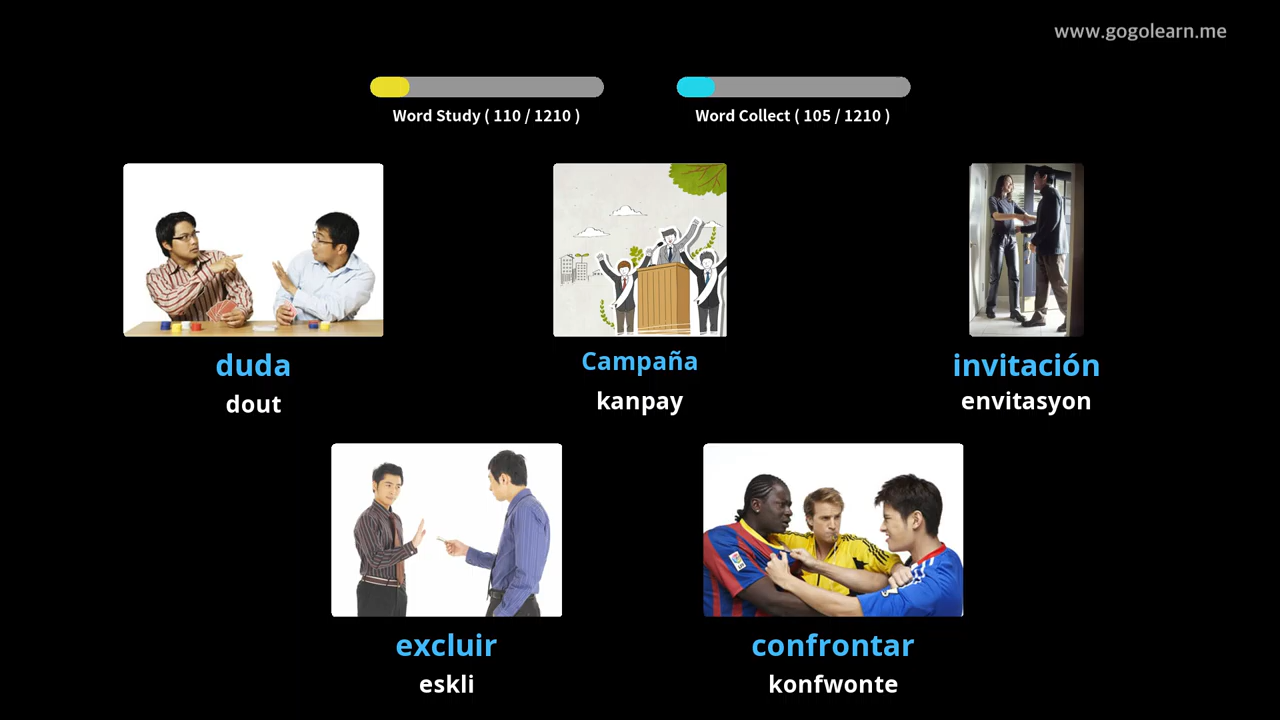 www.gogolearn.me
Word Study ( 110 / 1210 )
Word Collect ( 105 / 1210 )
duda
dout
Campaña
kanpay
invitación
envitasyon
excluir
eskli
confrontar
konfwonte